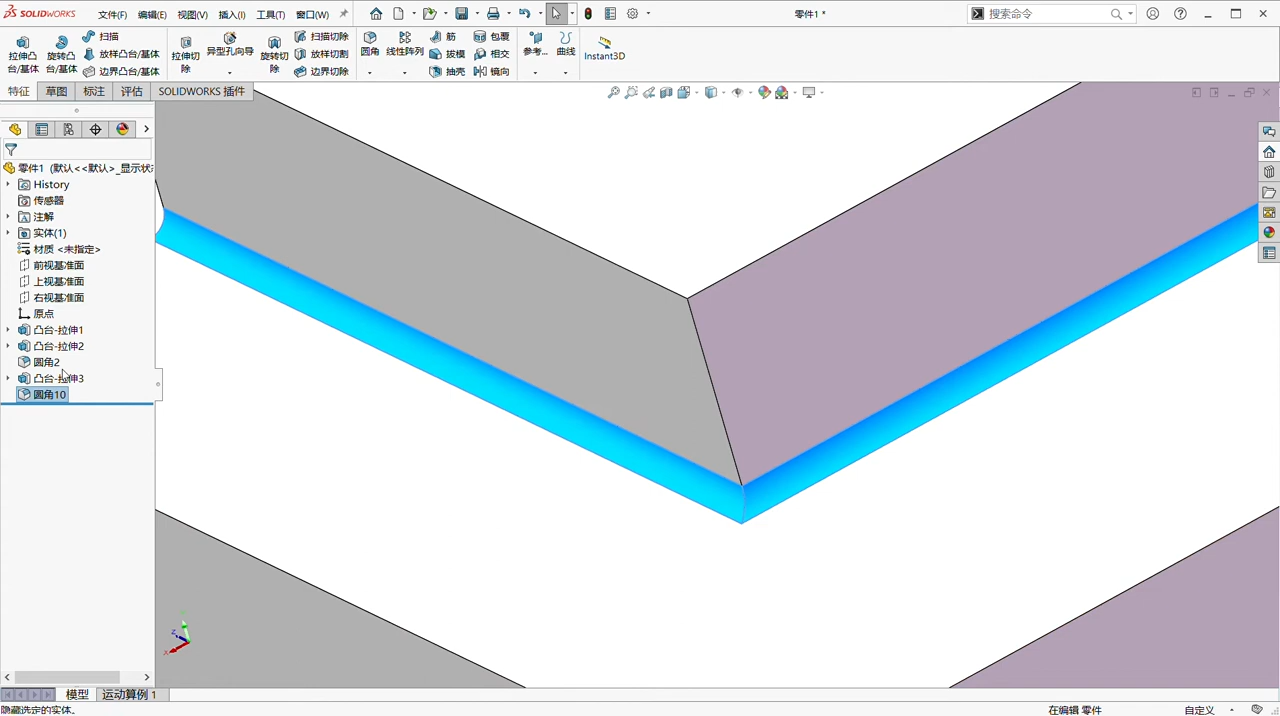 SOLIDWORKS
文件(F)
编辑(E)
视图(V)
插入(I)
工具(T)
窗口(W)
零件1 *
搜索命令
拉伸凸台/基体
旋转凸台/基体
扫描
放样凸台/基体
边界凸台/基体
拉伸切除
异型孔向导
旋转切除
扫描切除
放样切割
边界切除
圆角
线性阵列
筋
拔模
抽壳
包覆
相交
镜向
参考...
曲线
Instant3D
特征
草图
标注
评估
SOLIDWORKS 插件
零件1 (默认<<默认>_显示状
History
传感器
注解
实体(1)
材质 <未指定>
前视基准面
上视基准面
右视基准面
原点
凸台-拉伸1
凸台-拉伸2
圆角2
凸台-拉伸3
圆角10
模型
运动算例 1
隐藏选定的实体。
在编辑 零件
自定义